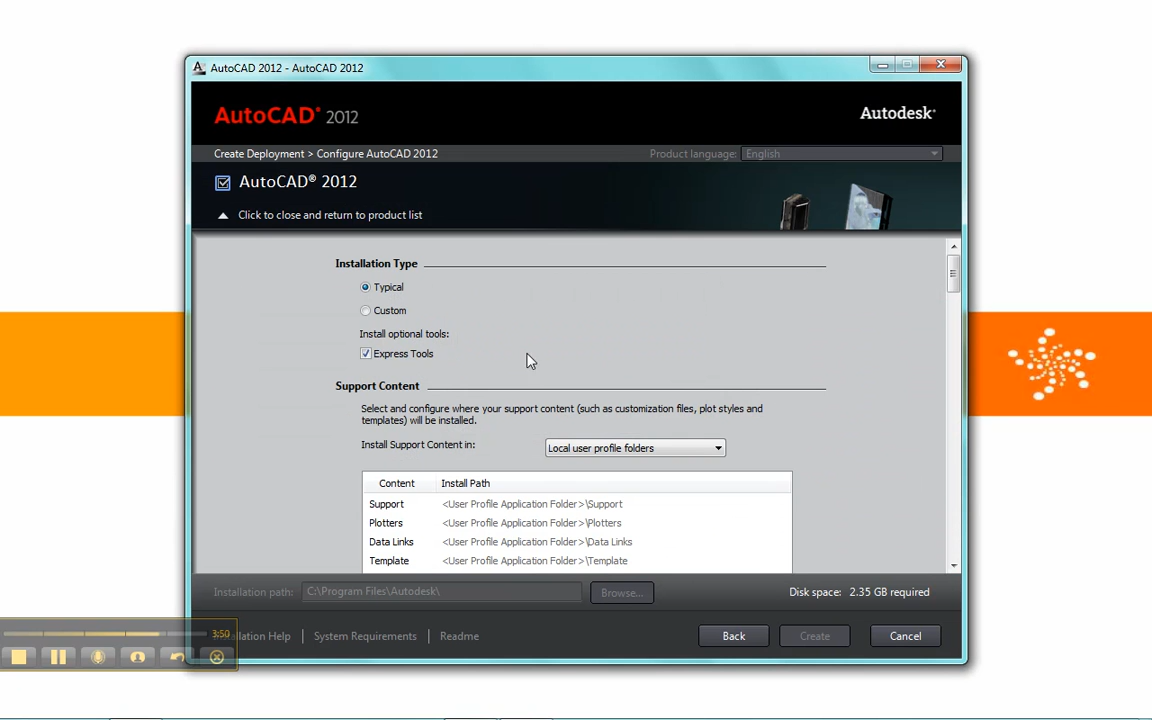 AutoCAD 2012 - AutoCAD 2012
AutoCAD® 2012
Autodesk®
Create Deployment > Configure AutoCAD 2012
Product language: English
AutoCAD® 2012
Click to close and return to product list
Installation Type
Typical
Custom
Install optional tools:
Express Tools
Support Content
Select and configure where your support content (such as customization files, plot styles and
templates) will be installed.
Install Support Content in: Local user profile folders
Content Install Path
Support <User Profile Application Folder>\Support
Plotters <User Profile Application Folder>\Plotters
Data Links <User Profile Application Folder>\Data Links
Template <User Profile Application Folder>\Template
Installation path: C:\Program Files\Autodesk\ Browse... Disk space: 2.35 GB required
3:50
lation Help | System Requirements | Readme Back Create Cancel